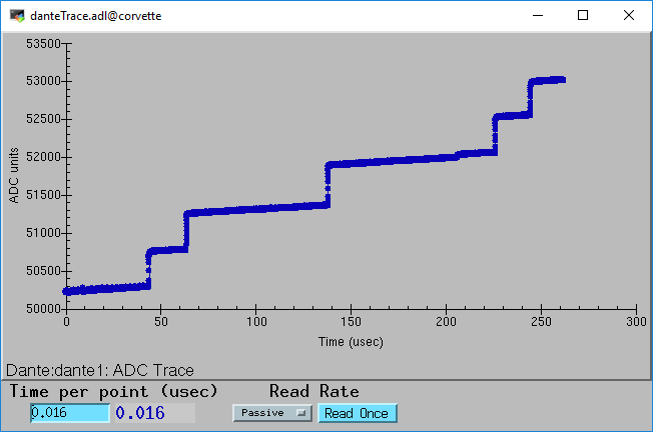 danteTrace.adl@corvette
53500
53000
52500
52000
51500
51000
50500
50000
ADC units
0 50 100 150 200 250 300
Time (usec)
Dante:dante1: ADC Trace
Time per point (usec) Read Rate
0.016 0.016 Passive Read Once